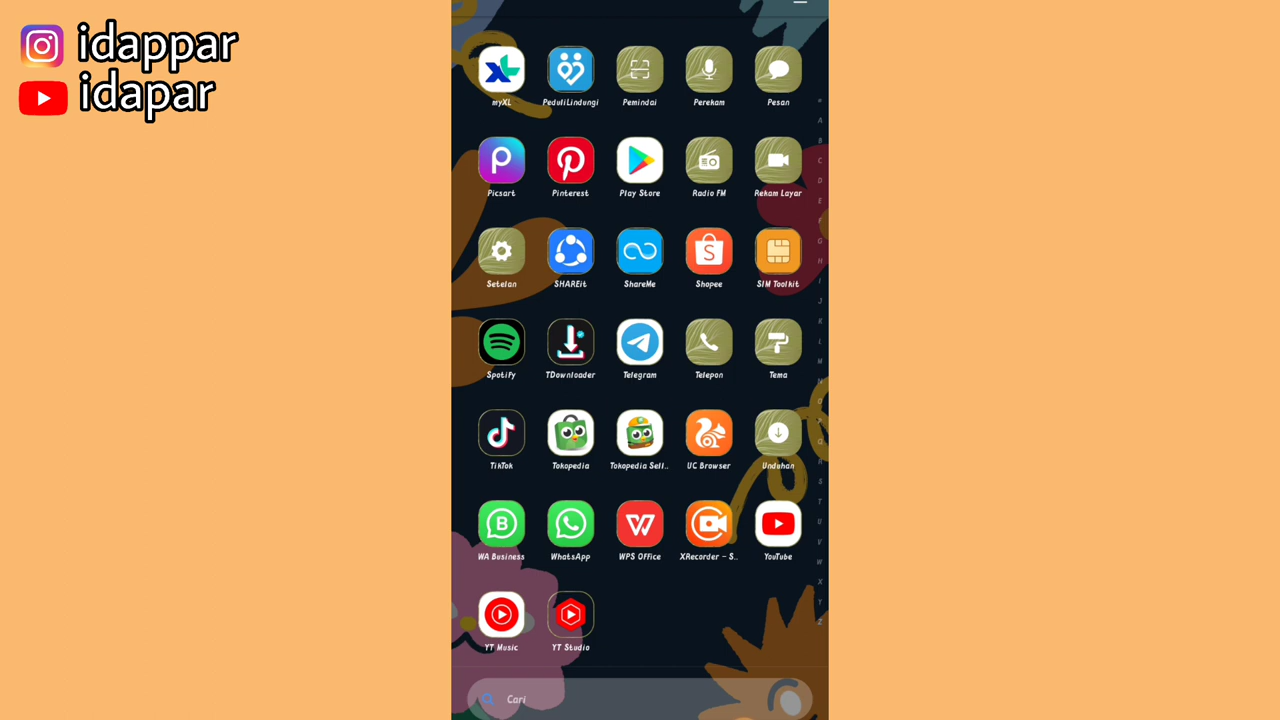 idappar
idapar
myXL PeduliLindungi Pemindai Perekam Pesan
Picsart Pinterest Play Store Radio FM Rekam Layar
Setelan SHAREit ShareMe Shopee SIM Toolkit
Spotify TDownloader Telegram Telepon Tema
TikTok Tokopedia Tokopedia Sell.. UC Browser Unduhan
WA Business WhatsApp WPS Office XRecorder - S.. YouTube
YT Music YT Studio
Cari